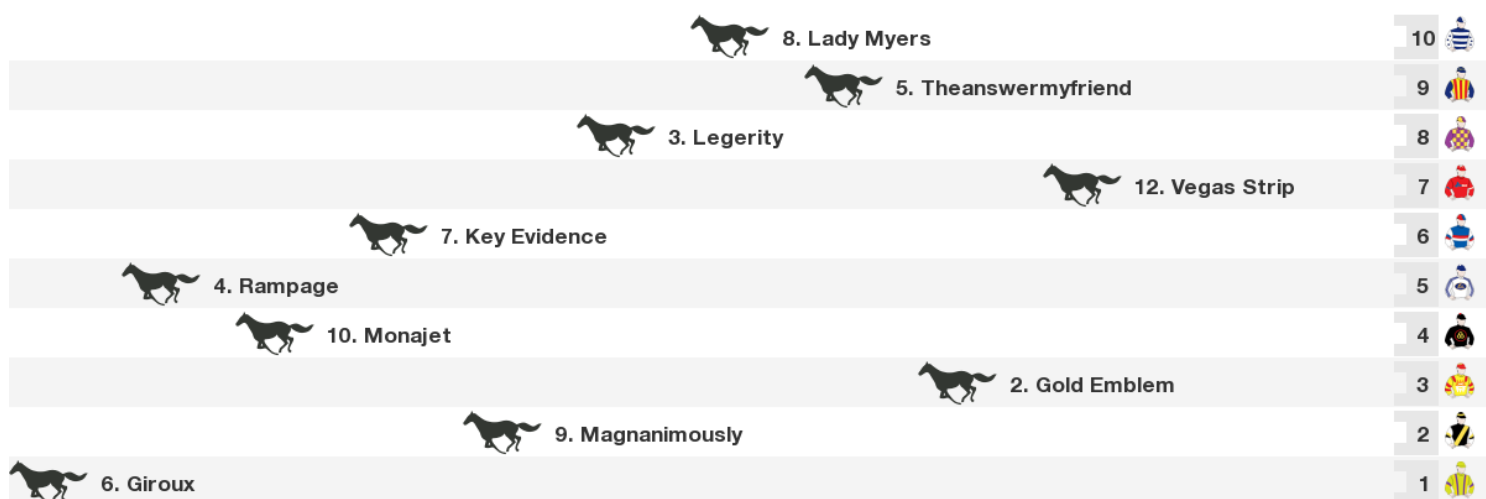 8. Lady Myers 10
5. Theanswermyfriend 9
3. Legerity 8
12. Vegas Strip 7
7. Key Evidence 6
4. Rampage 5
10. Monajet 4
2. Gold Emblem 3
9. Magnanimously 2
6. Giroux 1